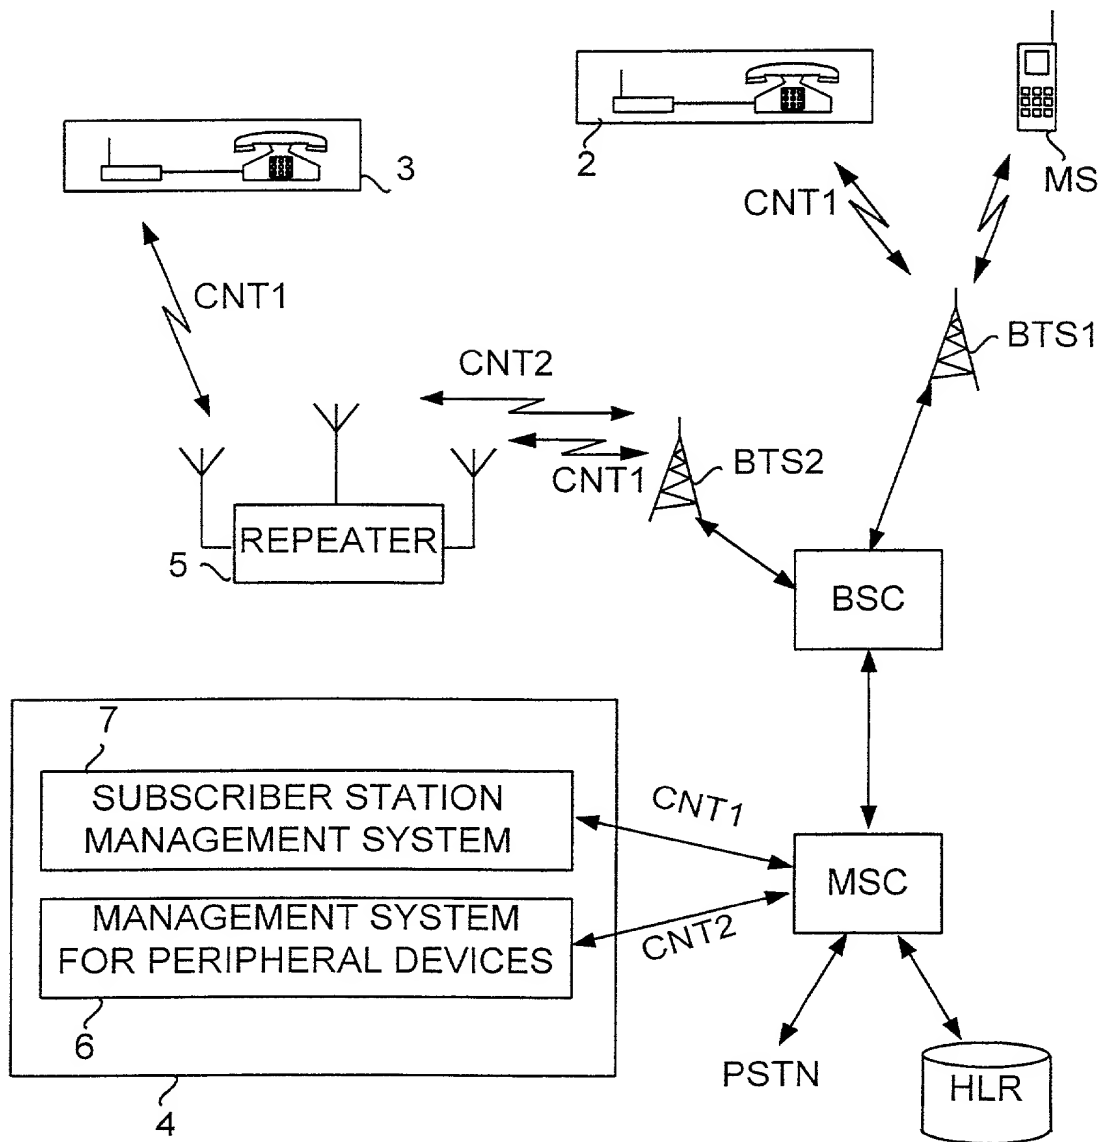 2
MS
3
CNT1
CNT1
BTS1
CNT2
CNT1
BTS2
REPEATER
5
BSC
7
SUBSCRIBER STATION
MANAGEMENT SYSTEM
CNT1
MSC
MANAGEMENT SYSTEM
FOR PERIPHERAL DEVICES
CNT2
6
PSTN
HLR
4